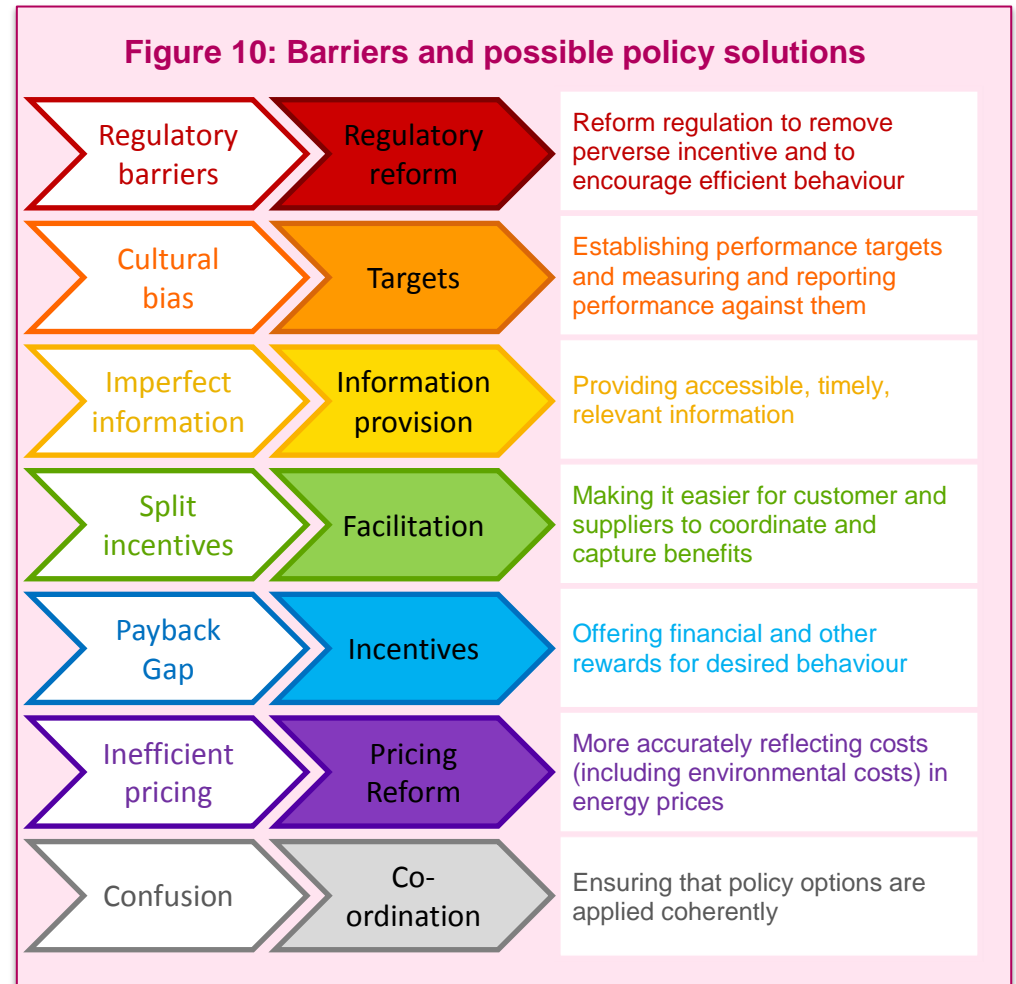 Figure 10: Barriers and possible policy solutions
Regulatory
barriers
Regulatory
reform
Reform regulation to remove
perverse incentive and to
encourage efficient behaviour
Cultural
bias
Targets
Establishing performance targets
and measuring and reporting
performance against them
Imperfect
information
Information
provision
Providing accessible, timely,
relevant information
Split
incentives
Facilitation
Making it easier for customer and
suppliers to coordinate and
capture benefits
Payback
Gap
Incentives
Offering financial and other
rewards for desired behaviour
Inefficient
pricing
Pricing
Reform
More accurately reflecting costs
(including environmental costs) in
energy prices
Confusion
Co-
ordination
Ensuring that policy options are
applied coherently